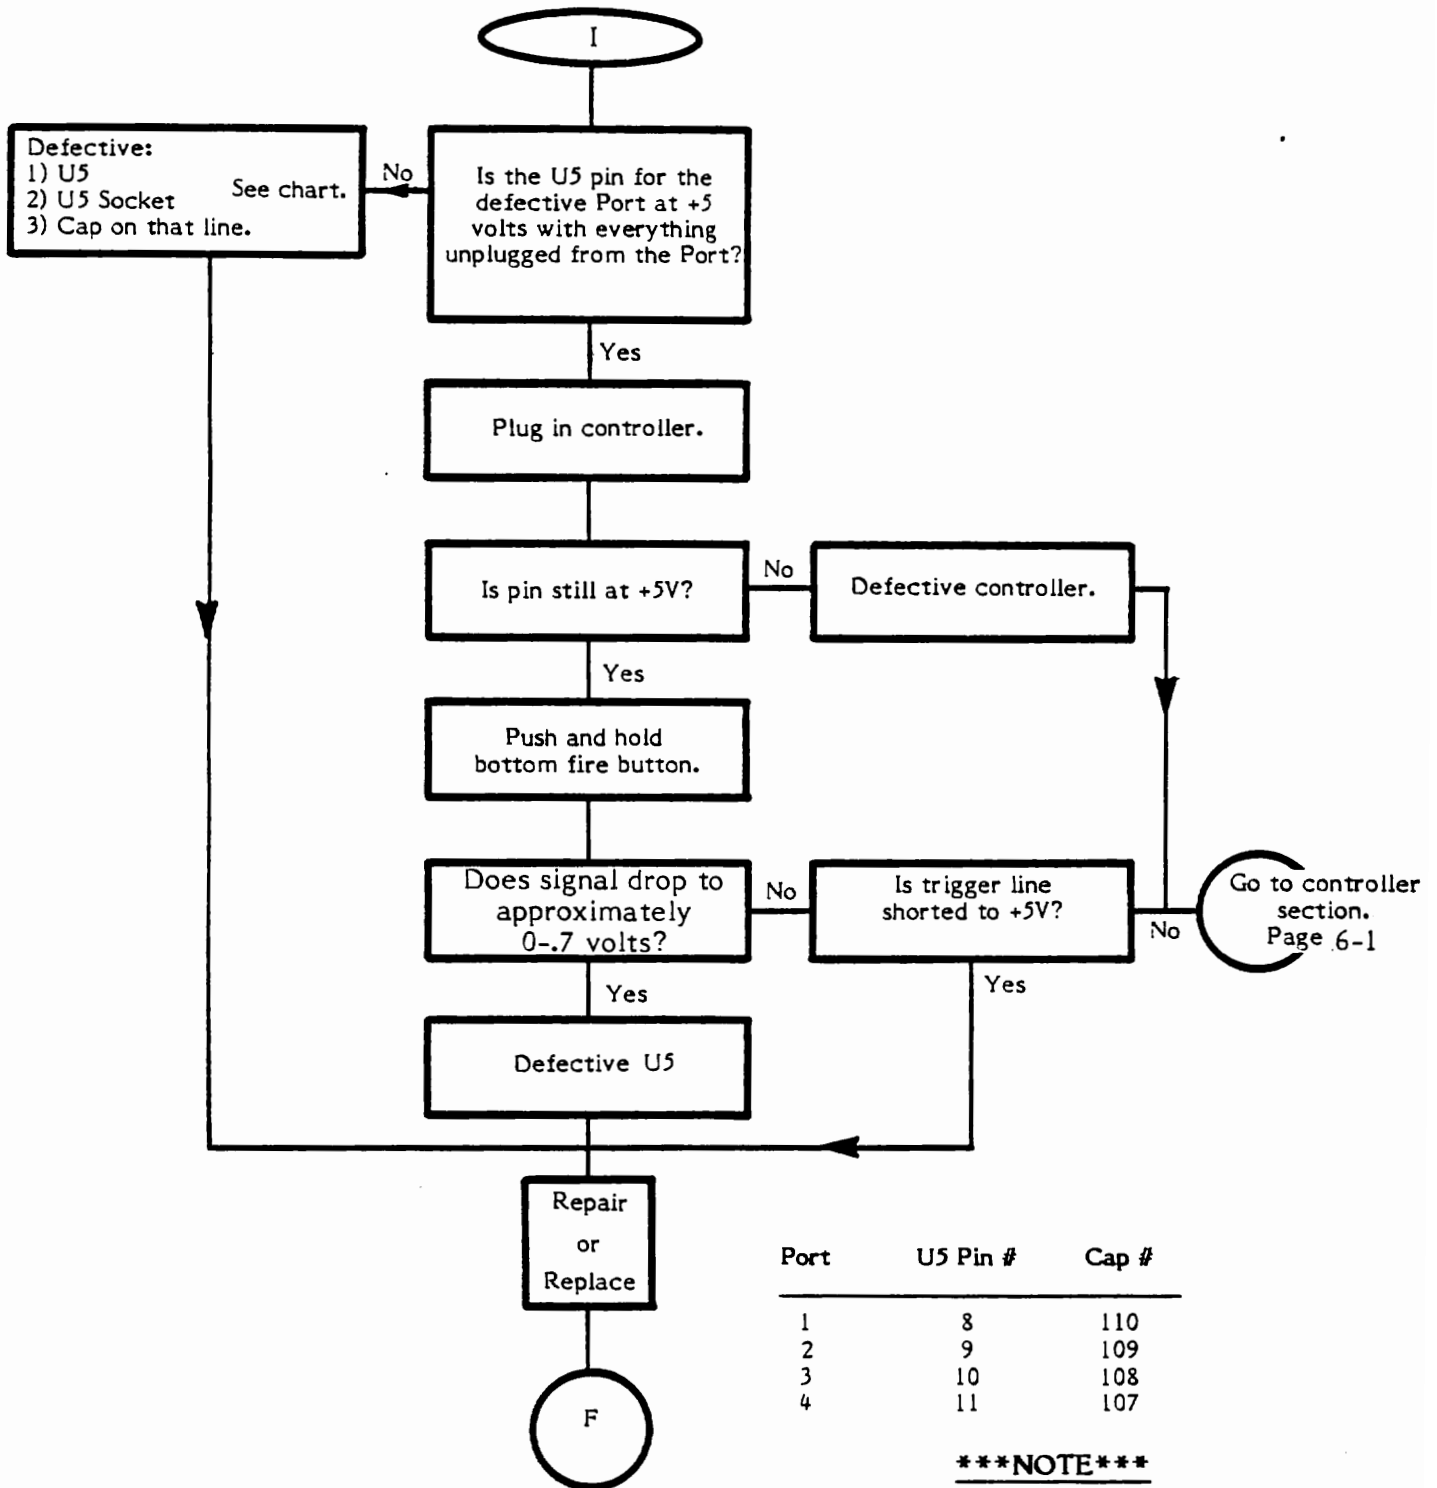 I
Defective:
1) U5
2) U5 Socket
3) Cap on that line.
See chart.
No
Is the U5 pin for the
defective Port at +5
volts with everything
unplugged from the Port?
Yes
Plug in controller.
Is pin still at +5V?
No
Defective controller.
Yes
Push and hold
bottom fire button.
Does signal drop to
approximately
0-.7 volts?
No
Is trigger line
shorted to +5V?
No
Go to controller
section.
Page 6-1
Yes
Yes
Defective U5
Repair
or
Replace
F
Port U5 Pin # Cap #
1 8 110
2 9 109
3 10 108
4 11 107
***NOTE***